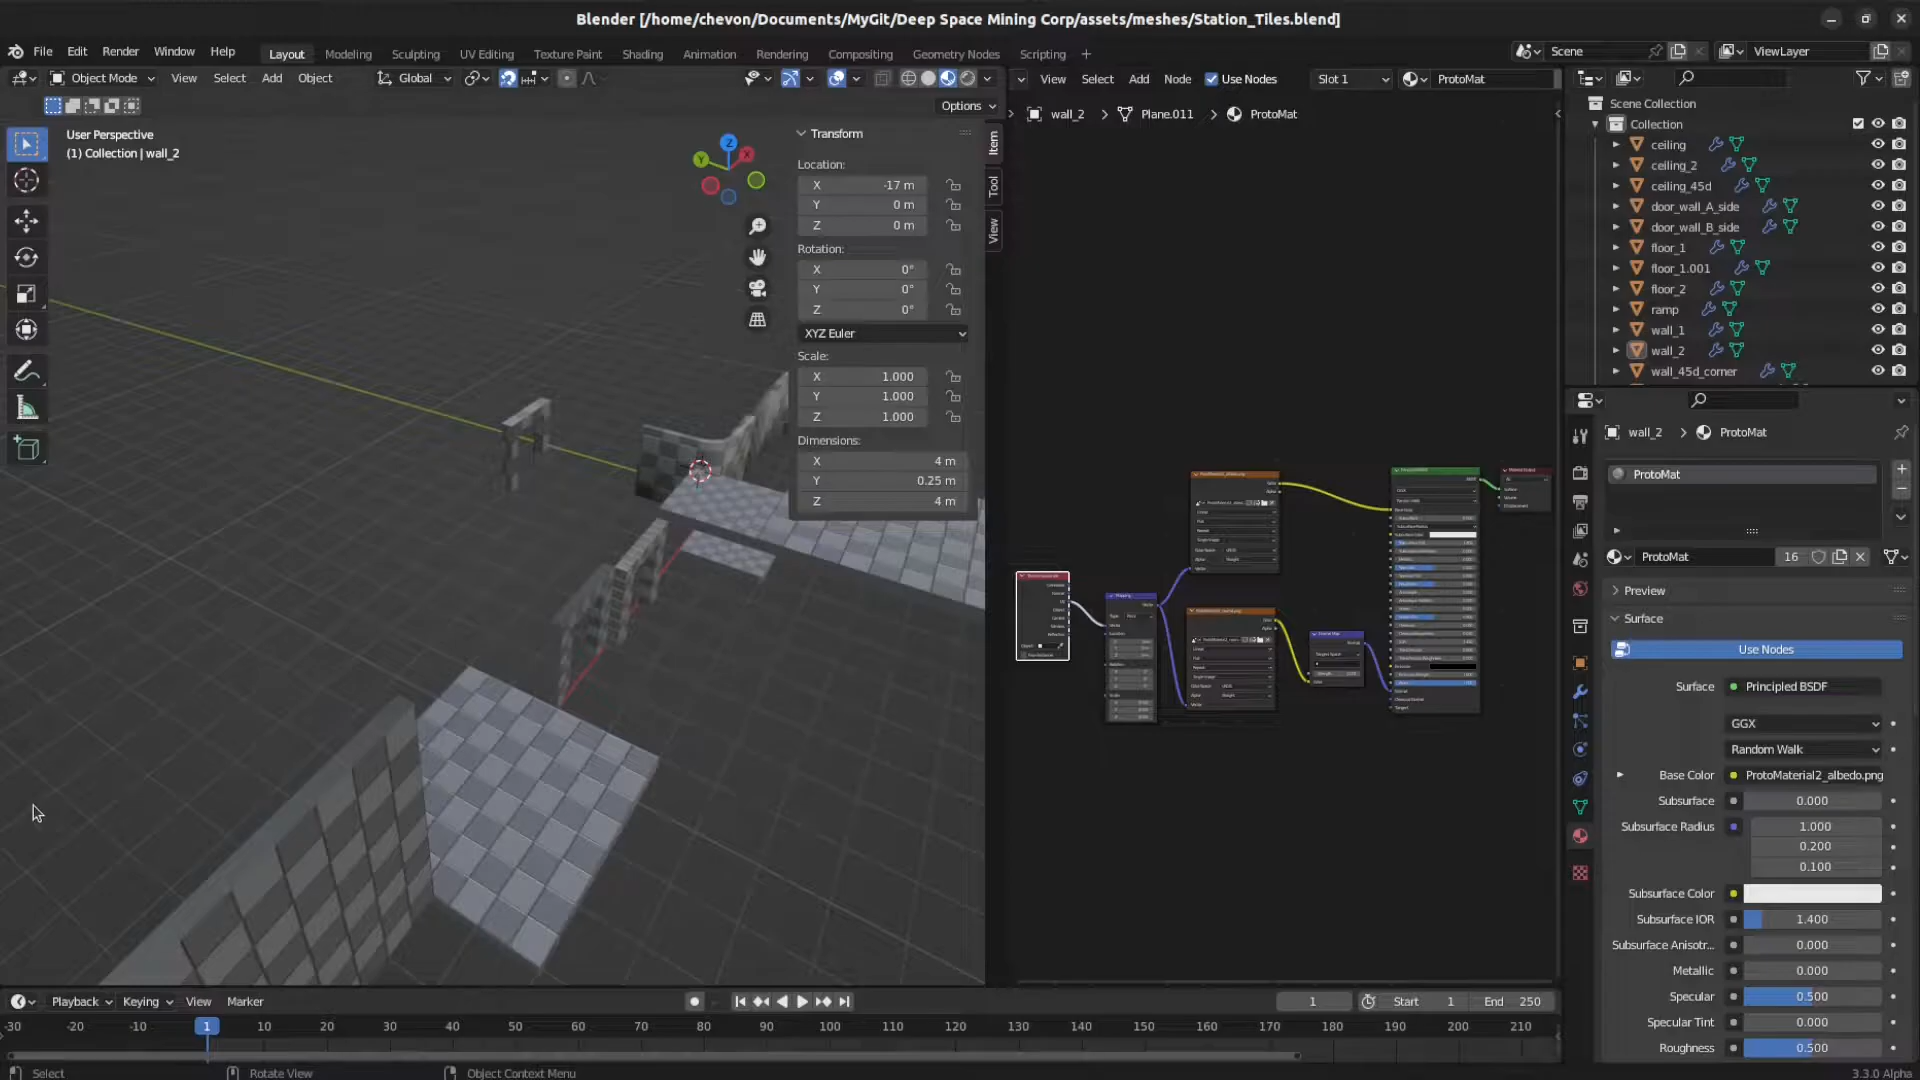 Blender [/home/chevon/Documents/MyGit/Deep Space Mining Corp/assets/meshes/Station_Tiles.blend]
File Edit Render Window Help Layout Modeling Sculpting UV Editing Texture Paint Shading Animation Rendering Compositing Geometry Nodes Scripting + Scene ViewLayer
Object Mode View Select Add Object Global
View Select Add Node Use Nodes Slot 1 ProtoMat
Options
User Perspective
(1) Collection | wall_2
Transform
Location:
X -17 m
Y 0 m
Z 0 m
Rotation:
X 0°
Y 0°
Z 0°
XYZ Euler
Scale:
X 1.000
Y 1.000
Z 1.000
Dimensions:
X 4 m
Y 0.25 m
Z 4 m
Item
Tool
View
Z
X
Y
wall_2 > Plane.011 > ProtoMat
Scene Collection
Collection
ceiling
ceiling_2
ceiling_45d
door_wall_A_side
door_wall_B_side
floor_1
floor_1.001
floor_2
ramp
wall_1
wall_2
wall_45d_corner
wall_2 > ProtoMat
ProtoMat
ProtoMat 16
Preview
Surface
Use Nodes
Surface Principled BSDF
GGX
Random Walk
Base Color ProtoMaterial2_albedo.png
Subsurface 0.000
Subsurface Radius 1.000
0.200
0.100
Subsurface Color
Subsurface IOR 1.400
Subsurface Anisotr... 0.000
Metallic 0.000
Specular 0.500
Specular Tint 0.000
Roughness 0.500
Playback Keying View Marker 1 Start 1 End 250
-30 -20 -10 1 10 20 30 40 50 60 70 80 90 100 110 120 130 140 150 160 170 180 190 200 210
Select Rotate View Object Context Menu 3.3.0 Alpha